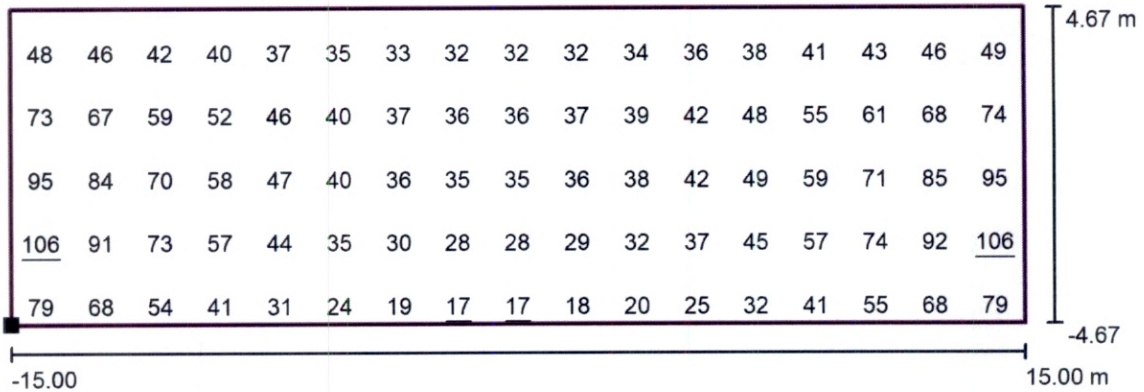 4.67 m
48 46 42 40 37 35 33 32 32 32 34 36 38 41 43 46 49
73 67 59 52 46 40 37 36 36 37 39 42 48 55 61 68 74
95 84 70 58 47 40 36 35 35 36 38 42 49 59 71 85 95
106 91 73 57 44 35 30 28 28 29 32 37 45 57 74 92 106
79 68 54 41 31 24 19 17 17 18 20 25 32 41 55 68 79
-4.67
-15.00 15.00 m